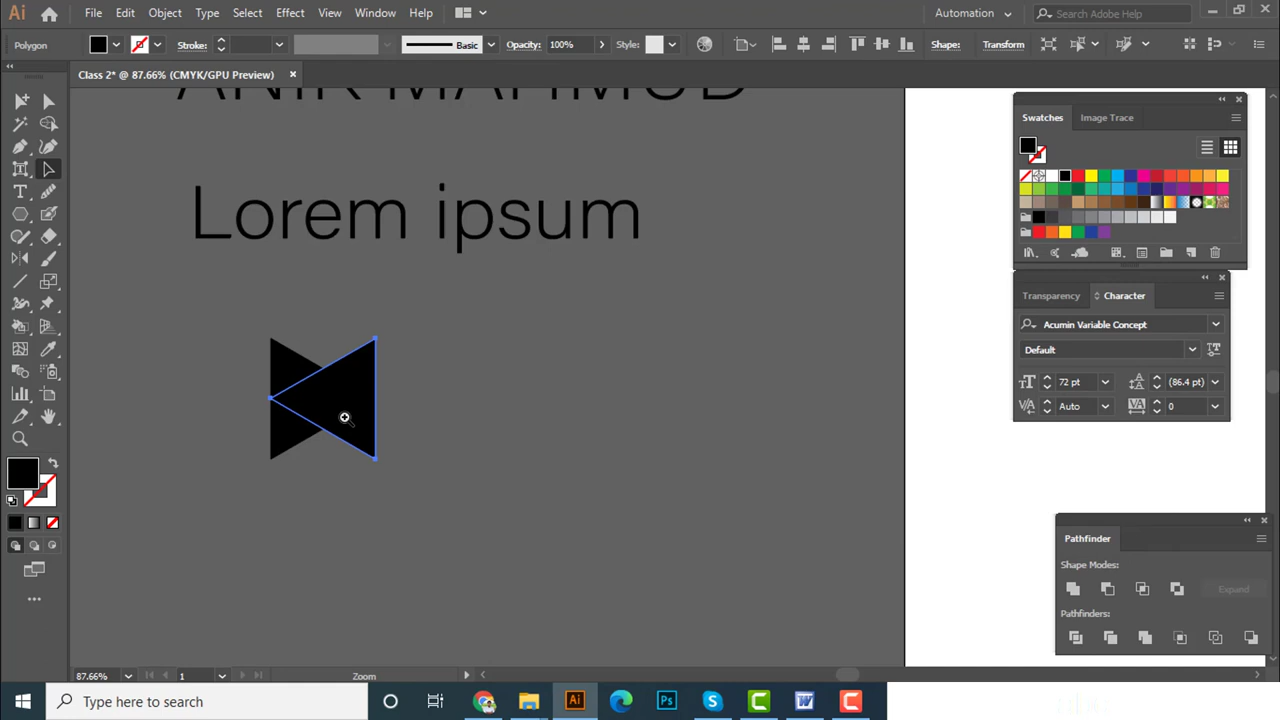 Ai File Edit Object Type Select Effect View Window Help Automation Search Adobe Help
Polygon Stroke: Basic Opacity: 100% Style: Shape: Transform
Class 2* @ 87.66% (CMYK/GPU Preview)
ANIK MAHMUD
Lorem ipsum
Swatches Image Trace
Transparency Character
Acumin Variable Concept
Default
72 pt (86.4 pt)
Auto 0
Pathfinder
Shape Modes:
Expand
Pathfinders:
87.66% 1 Zoom
Type here to search